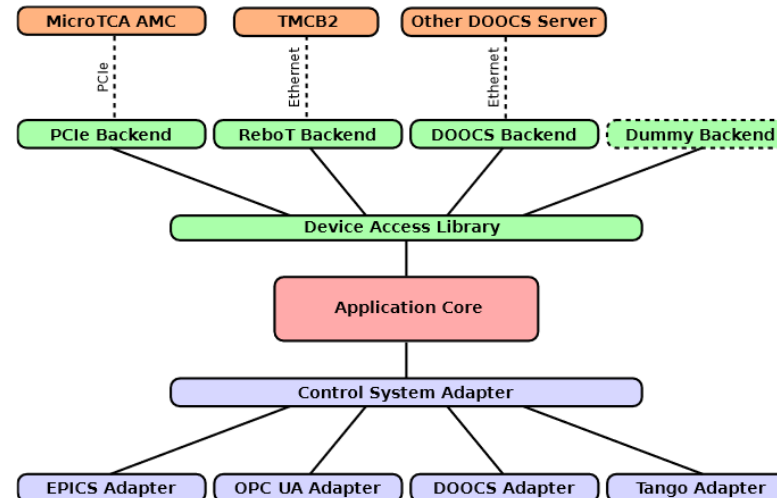 MicroTCA AMC
TMCB2
Other DOOCS Server
PCIe
Ethernet
Ethernet
PCIe Backend
ReboT Backend
DOOCS Backend
Dummy Backend
Device Access Library
Application Core
Control System Adapter
EPICS Adapter
OPC UA Adapter
DOOCS Adapter
Tango Adapter